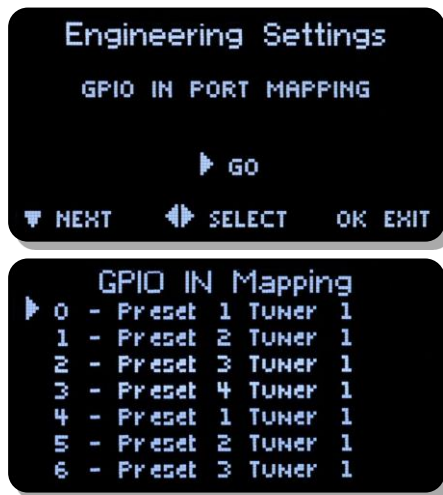 Engineering Settings
GPIO IN PORT MAPPING
GO
NEXT SELECT OK EXIT
GPIO IN Mapping
0 - Preset 1 Tuner 1
1 - Preset 2 Tuner 1
2 - Preset 3 Tuner 1
3 - Preset 4 Tuner 1
4 - Preset 1 Tuner 1
5 - Preset 2 Tuner 1
6 - Preset 3 Tuner 1